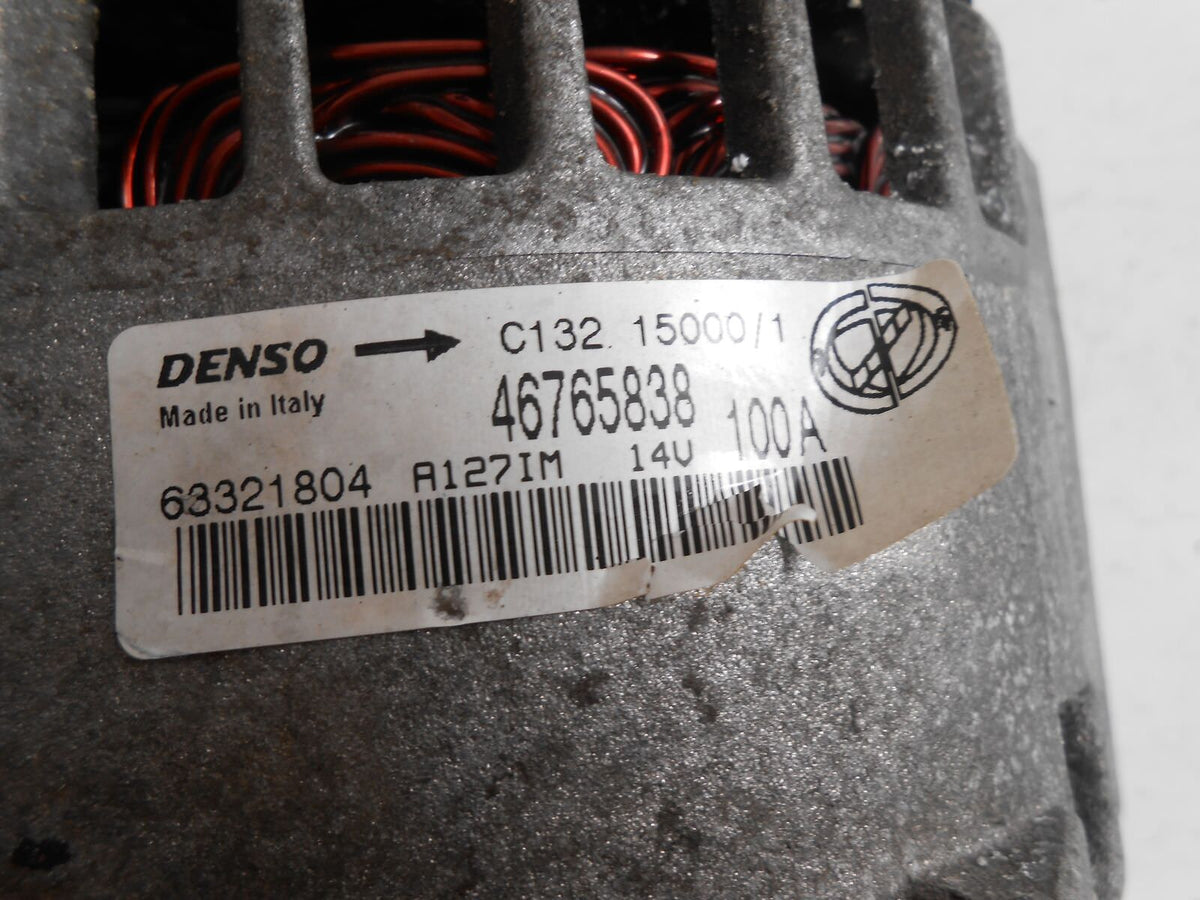 DENSO C132. 15000/1
Made in Italy 46765838 100A
63321804 A127IM 14V